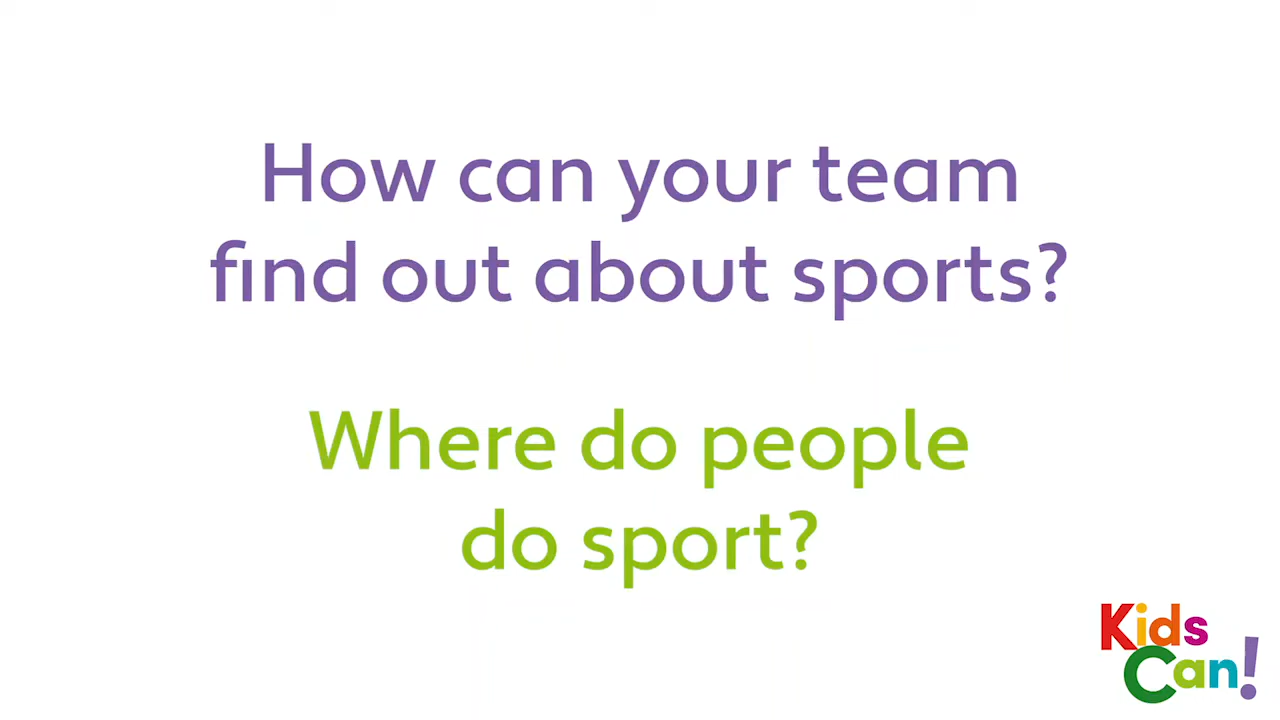 How can your team
find out about sports?
Where do people
do sport?
Kids
Can!